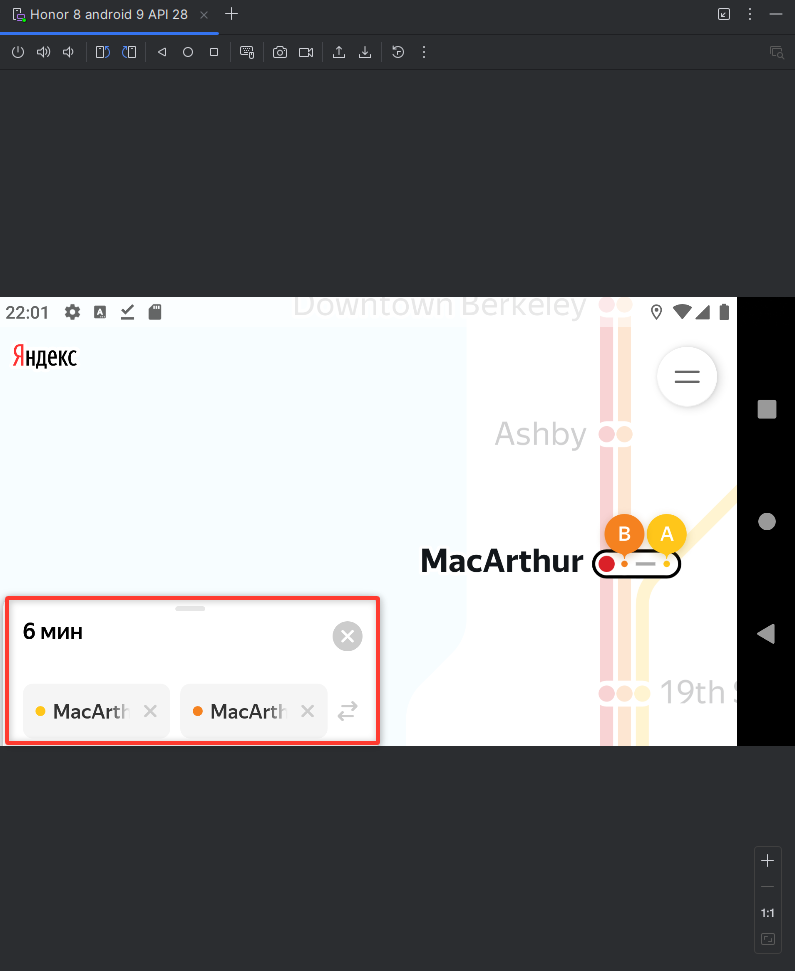 Honor 8 android 9 API 28
22:01
Downtown Berkeley
Яндекс
Ashby
B A
MacArthur
6 мин
MacArth MacArth
19th S
1:1